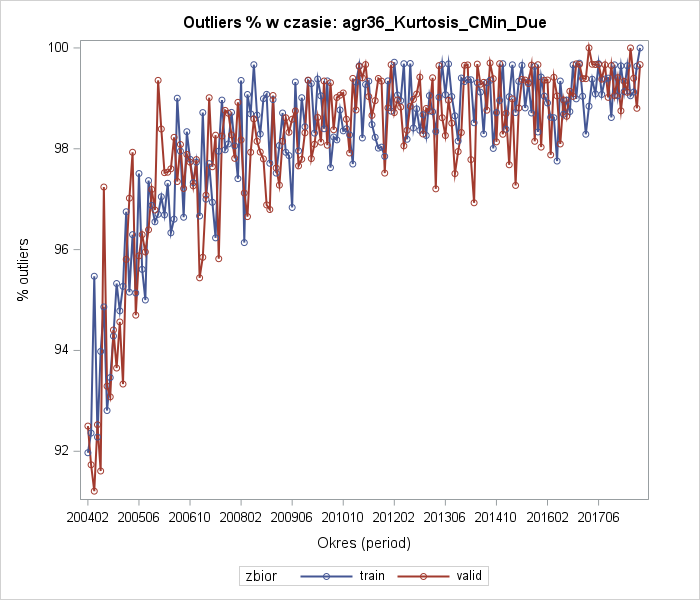 Outliers % w czasie: agr36_Kurtosis_CMin_Due
% outliers
100
98
96
94
92
200402 200506 200610 200802 200906 201010 201202 201306 201410 201602 201706
Okres (period)
zbior train valid